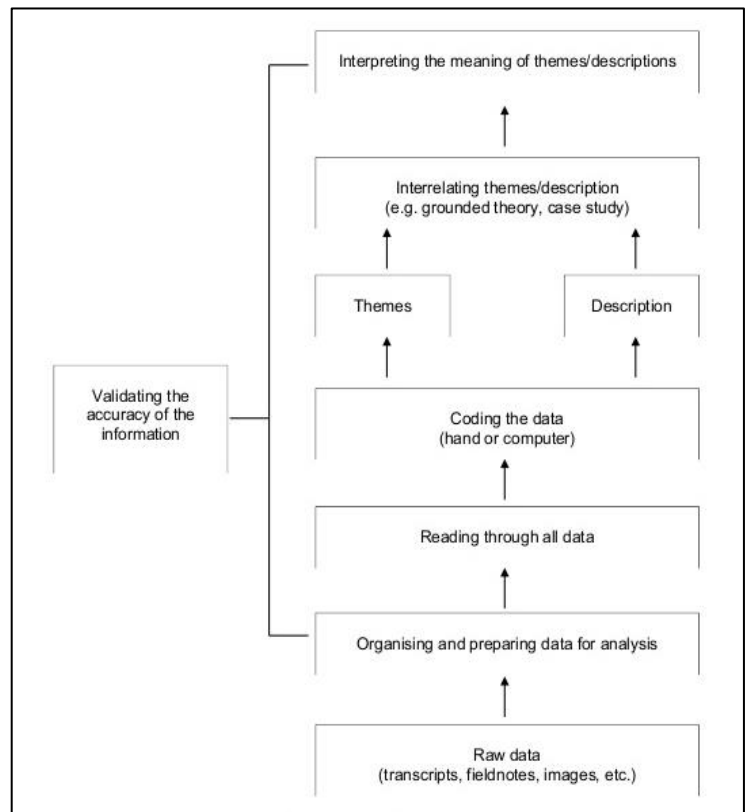 Interpreting the meaning of themes/descriptions
Interrelating themes/description
(e.g. grounded theory, case study)
Themes
Description
Validating the
accuracy of the
information
Coding the data
(hand or computer)
Reading through all data
Organising and preparing data for analysis
Raw data
(transcripts, fieldnotes, images, etc.)